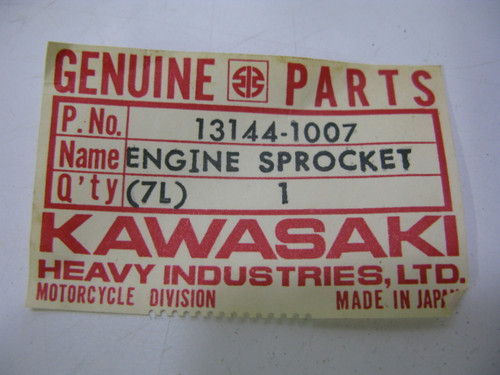 GENUINE PARTS
P. No. 13144-1007
Name ENGINE SPROCKET
Q'ty (7L) 1
KAWASAKI
HEAVY INDUSTRIES, LTD.
MOTORCYCLE DIVISION MADE IN JAPAN